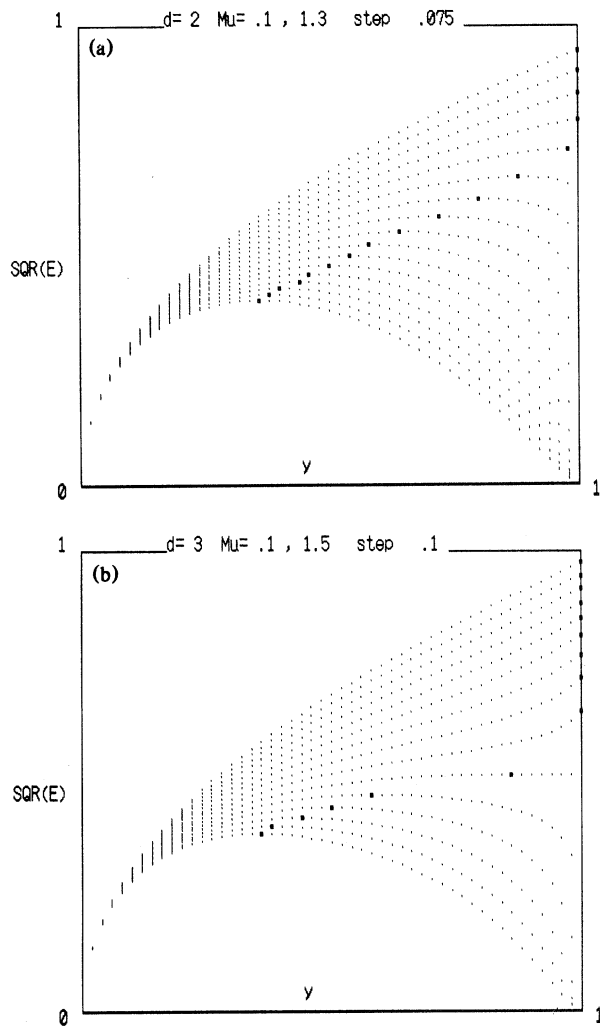 1 d= 2 Mu= .1 , 1.3 step .075
(a)
SQR(E)
y
0 1
1 d= 3 Mu= .1 , 1.5 step .1
(b)
SQR(E)
y
0 1